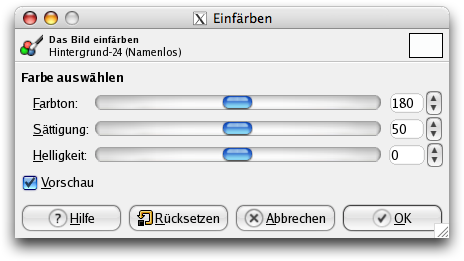 Einfärben
Das Bild einfärben
Hintergrund-24 (Namenlos)
Farbe auswählen
Farbton: 180
Sättigung: 50
Helligkeit: 0
Vorschau
Hilfe Rücksetzen Abbrechen OK